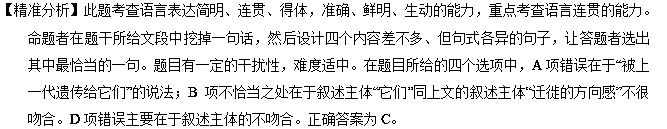 【精准分析】此题考查语言表达简明、连贯、得体，准确、鲜明、生动的能力，重点考查语言连贯的能力。
命题者在题干所给文段中挖掉一句话，然后设计四个内容差不多、但句式各异的句子，让答题者选出
其中最恰当的一句。题目有一定的干扰性，难度适中。在题目所给的四个选项中，A 项错误在于“被上
一代遗传给它们”的说法；B 项不恰当之处在于叙述主体“它们”同上文的叙述主体“迁徙的方向感”不很
吻合。D 项错误主要在于叙述主体的不吻合。正确答案为 C。